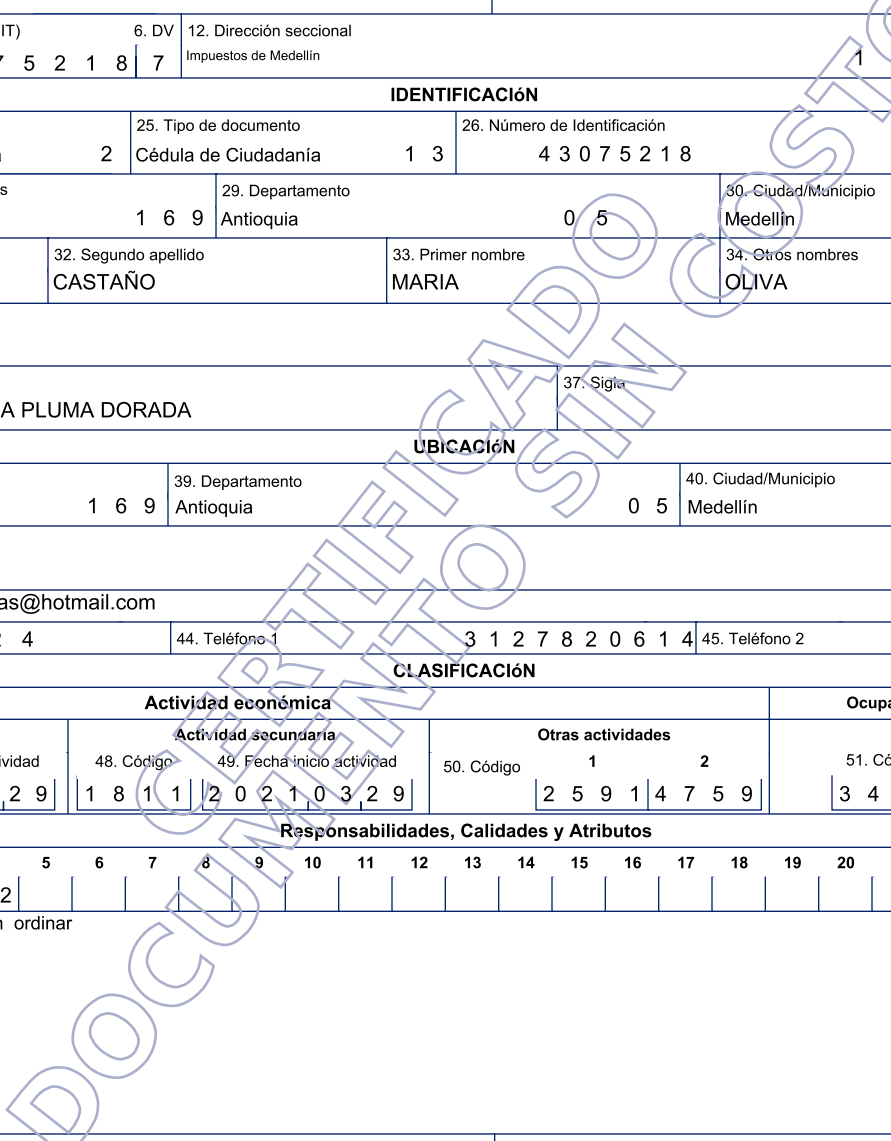 IT) 6. DV 12. Dirección seccional
5 2 1 8 7 Impuestos de Medellín 1
IDENTIFICACIóN
25. Tipo de documento 26. Número de Identificación
2 Cédula de Ciudadanía 1 3 4 3 0 7 5 2 1 8
s 29. Departamento 30. Ciudad/Municipio
1 6 9 Antioquia 0 5 Medellín
32. Segundo apellido 33. Primer nombre 34. Otros nombres
CASTAÑO MARIA OLIVA
37. Sigla
A PLUMA DORADA
UBICACIóN
39. Departamento 40. Ciudad/Municipio
1 6 9 Antioquia 0 5 Medellín
as@hotmail.com
4 44. Teléfono 1 3 1 2 7 8 2 0 6 1 4 45. Teléfono 2
CLASIFICACIóN
Actividad económica Ocupa
Actividad secundaria Otras actividades
ividad 48. Código 49. Fecha inicio actividad 50. Código 1 2 51. Có
2 9 1 8 1 1 2 0 2 1 0 3 2 9 2 5 9 1 4 7 5 9 3 4
Responsabilidades, Calidades y Atributos
5 6 7 8 9 10 11 12 13 14 15 16 17 18 19 20
2
n ordinar
CERTIFICADO
DOCUMENTO SIN COSTO